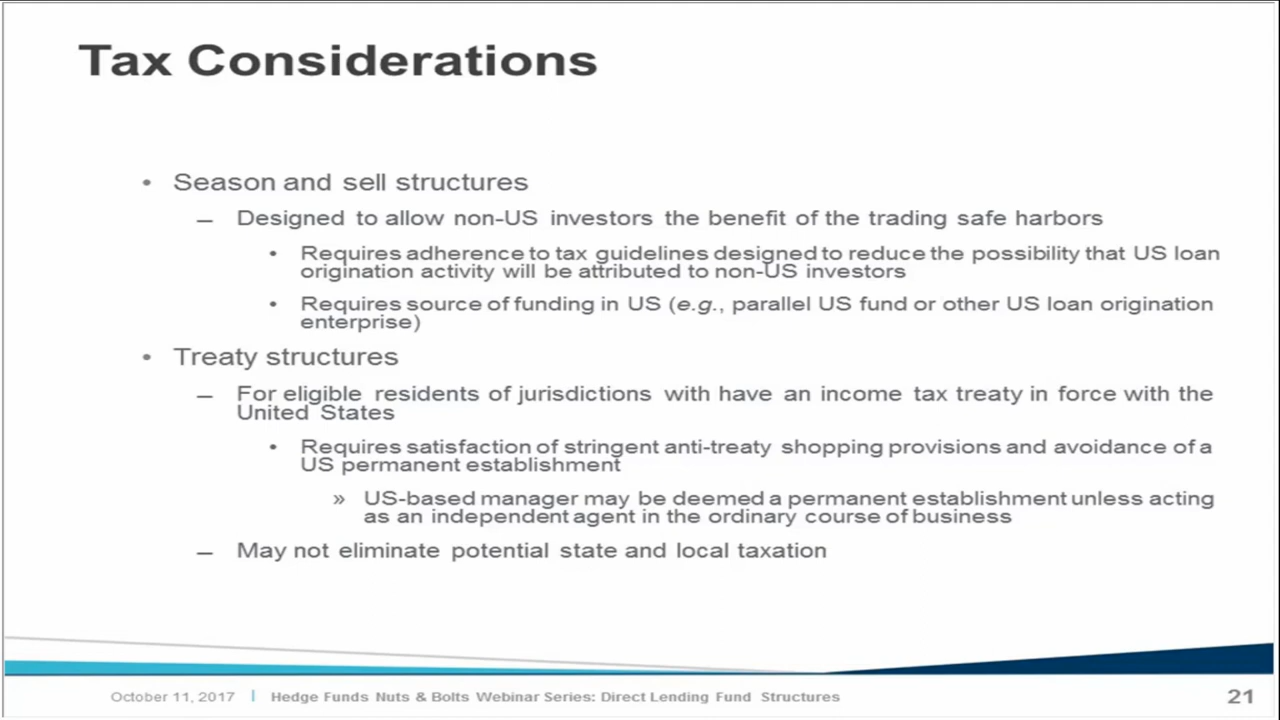 Tax Considerations
• Season and sell structures
– Designed to allow non-US investors the benefit of the trading safe harbors
• Requires adherence to tax guidelines designed to reduce the possibility that US loan
origination activity will be attributed to non-US investors
• Requires source of funding in US (e.g., parallel US fund or other US loan origination
enterprise)
• Treaty structures
– For eligible residents of jurisdictions with have an income tax treaty in force with the
United States
• Requires satisfaction of stringent anti-treaty shopping provisions and avoidance of a
US permanent establishment
» US-based manager may be deemed a permanent establishment unless acting
as an independent agent in the ordinary course of business
– May not eliminate potential state and local taxation
October 11, 2017 | Hedge Funds Nuts & Bolts Webinar Series: Direct Lending Fund Structures
21